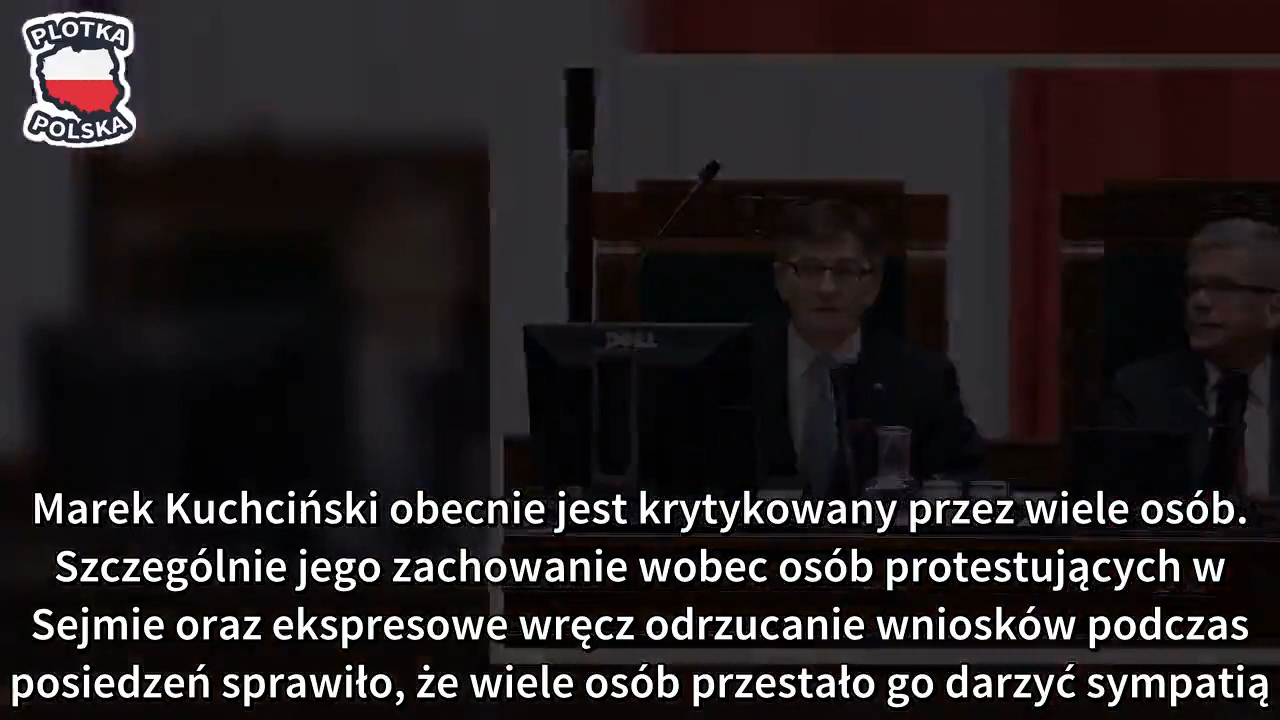 PLOTKA
POLSKA
DELL
Marek Kuchciński obecnie jest krytykowany przez wiele osób.
Szczególnie jego zachowanie wobec osób protestujących w
Sejmie oraz ekspresowe wręcz odrzucanie wniosków podczas
posiedzeń sprawiło, że wiele osób przestało go darzyć sympatią